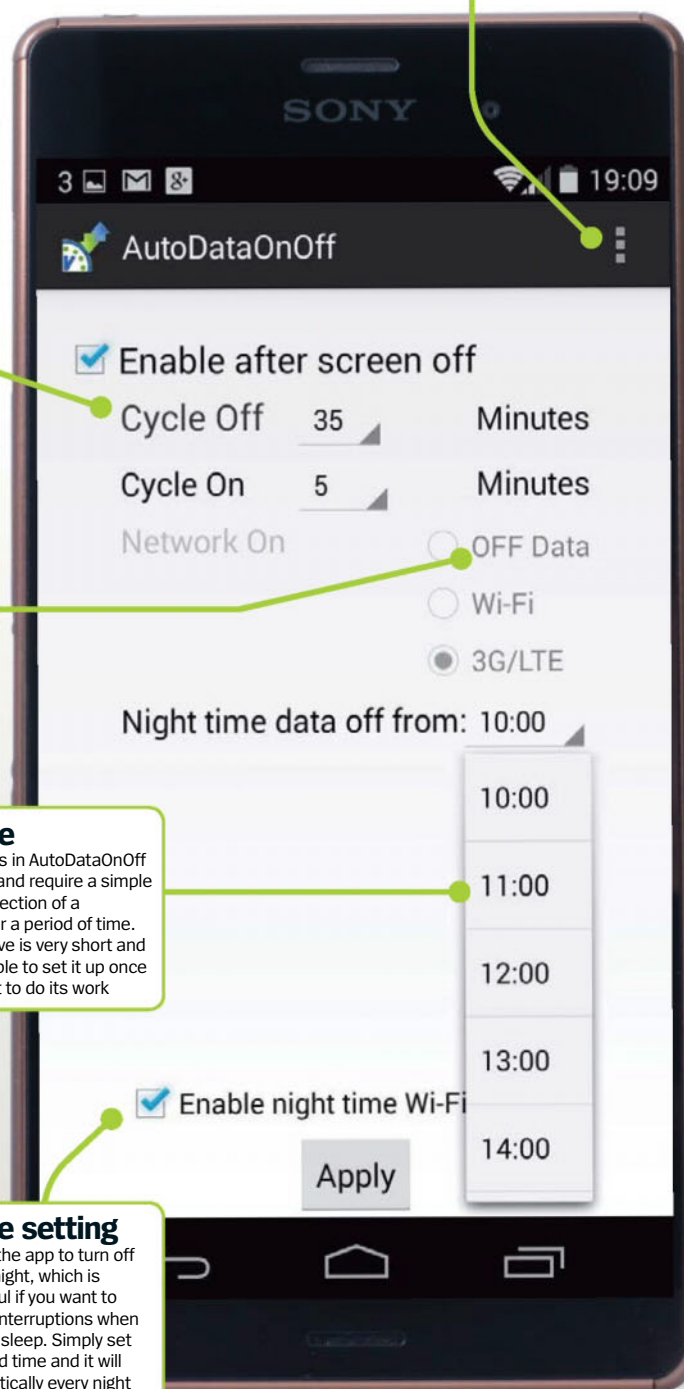 SONY
3
19:09
AutoDataOnOff
Enable after screen off
Cycle Off 35 Minutes
Cycle On 5 Minutes
Network On OFF Data
Wi-Fi
3G/LTE
Night time data off from: 10:00
10:00
11:00
12:00
13:00
14:00
Enable night time Wi-Fi
Apply
e
s in AutoDataOnOff
and require a simple
ection of a
r a period of time.
ve is very short and
ble to set it up once
t to do its work
e setting
the app to turn off
night, which is
ul if you want to
nterruptions when
sleep. Simply set
d time and it will
tically every night